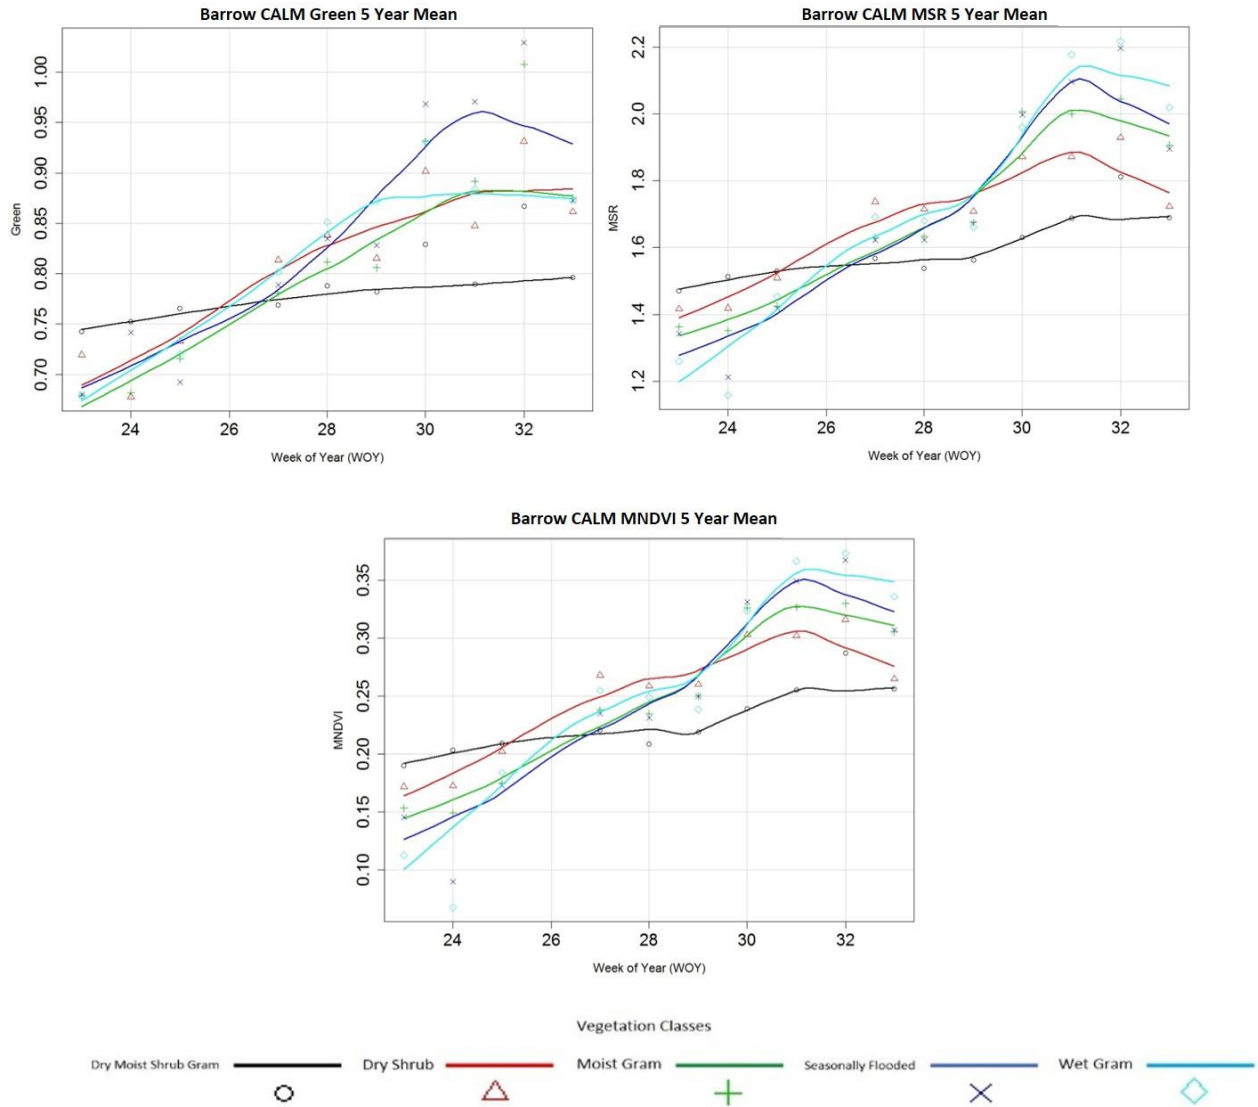 Barrow CALM Green 5 Year Mean
1.00
0.95
0.90
0.85
0.80
0.75
0.70
Green
24 26 28 30 32
Week of Year (WOY)
Barrow CALM MSR 5 Year Mean
2.2
2.0
1.8
1.6
1.4
1.2
MSR
24 26 28 30 32
Week of Year (WOY)
Barrow CALM MNDVI 5 Year Mean
0.35
0.30
0.25
0.20
0.15
0.10
MNDVI
24 26 28 30 32
Week of Year (WOY)
Vegetation Classes
Dry Moist Shrub Gram Dry Shrub Moist Gram Seasonally Flooded Wet Gram